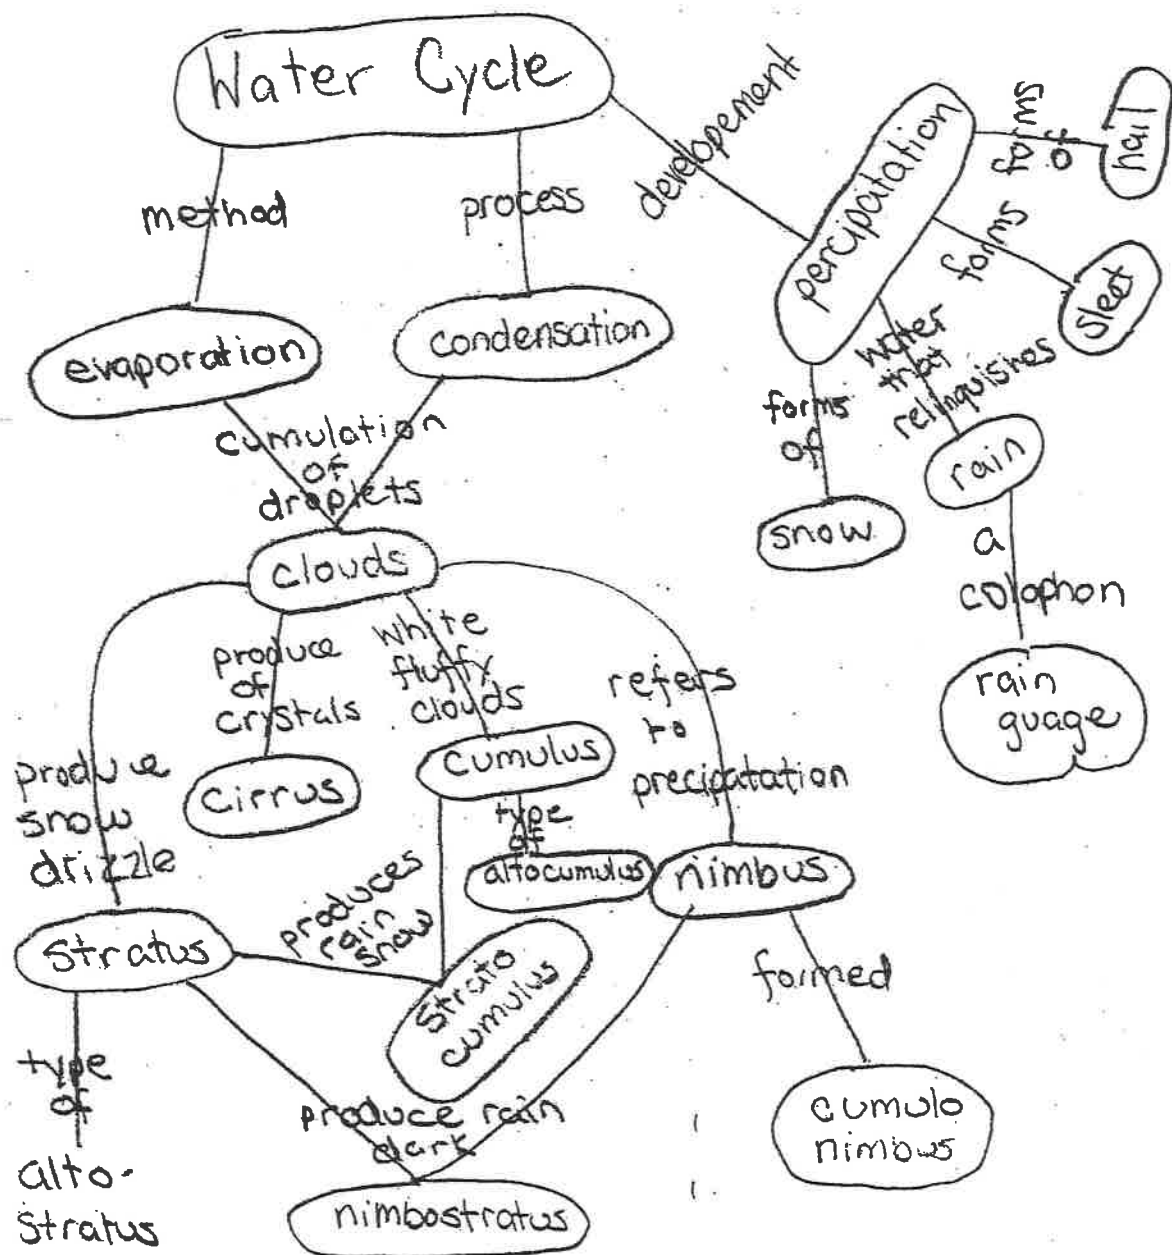 Water Cycle
method
process
developement
percipatation
forms
of
hail
forms
sleet
water
that
relinquishes
rain
forms
of
snow
a
colophon
rain
guage
evaporation
condensation
cumulation
of
droplets
clouds
produce
of
crystals
white
fluffy
clouds
refers
to
precipatation
produce
snow
drizzle
cirrus
cumulus
type
of
altocumulus
nimbus
stratus
produces
rain
snow
Strato
cumulus
formed
type
of
alto-
Stratus
produce rain
dark
nimbostratus
cumulo
nimbus